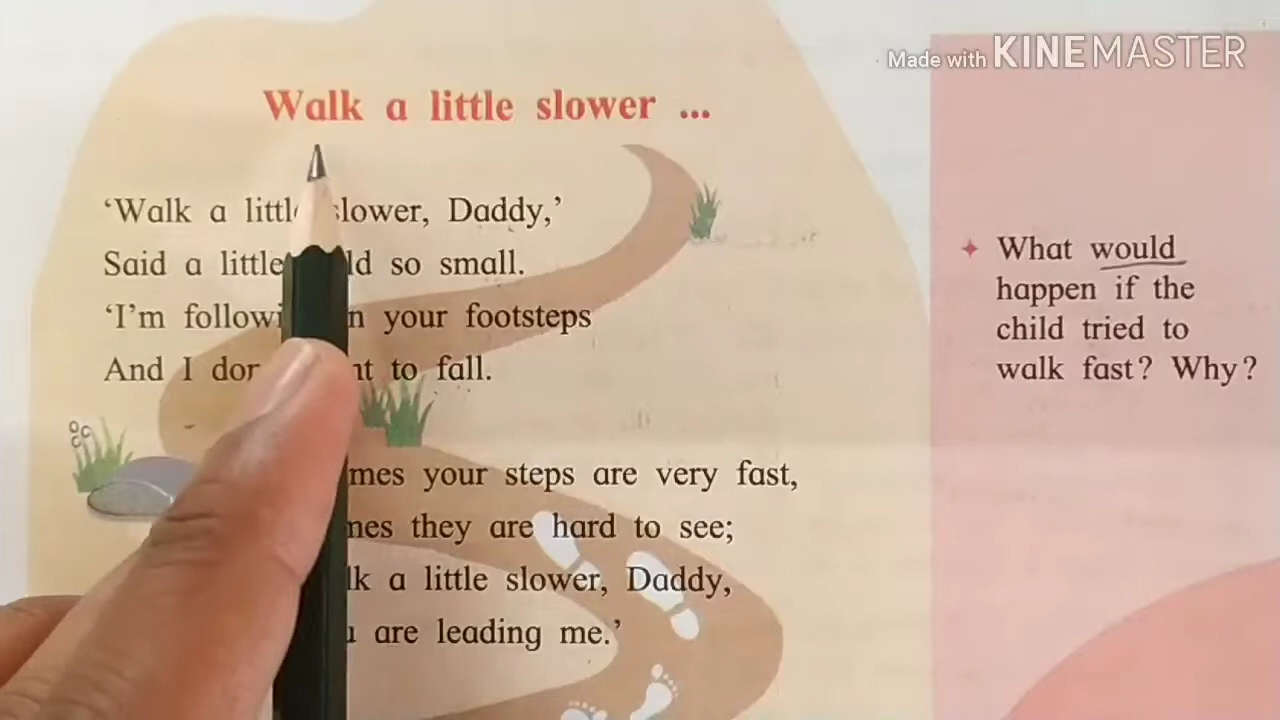 Made with KINEMASTER
Walk a little slower ...
‘Walk a little slower, Daddy,’
Said a little so small.
‘I'm your footsteps
And I to fall.
your steps are very fast,
they are hard to see;
a little slower, Daddy,
are leading me.’
What would
happen if the
child tried to
walk fast? Why?